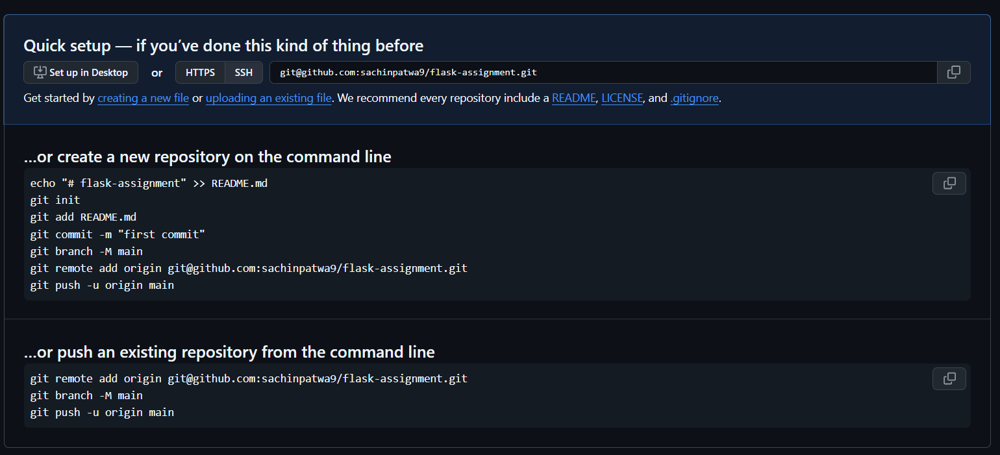 Quick setup — if you’ve done this kind of thing before
Set up in Desktop or HTTPS SSH git@github.com:sachinpatwa9/flask-assignment.git
Get started by creating a new file or uploading an existing file. We recommend every repository include a README, LICENSE, and .gitignore.
…or create a new repository on the command line
echo "# flask-assignment" >> README.md
git init
git add README.md
git commit -m "first commit"
git branch -M main
git remote add origin git@github.com:sachinpatwa9/flask-assignment.git
git push -u origin main
…or push an existing repository from the command line
git remote add origin git@github.com:sachinpatwa9/flask-assignment.git
git branch -M main
git push -u origin main